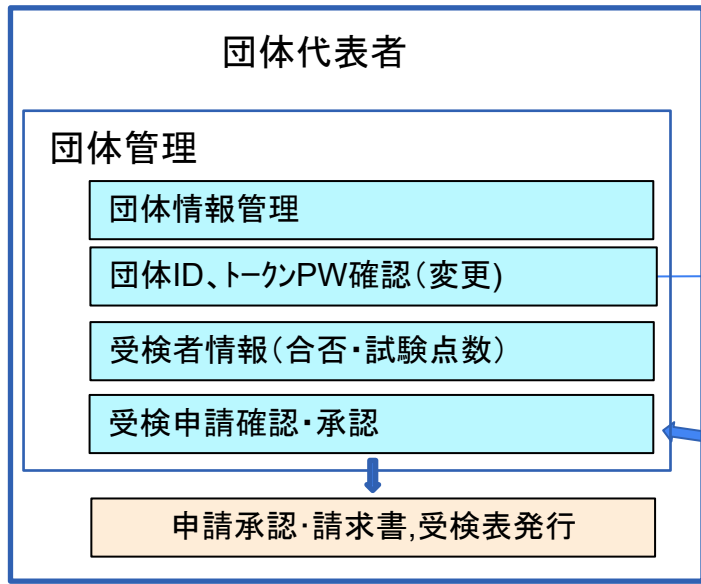 団体代表者
団体管理
団体情報管理
団体ID、トークンPW確認(変更)
受検者情報(合否・試験点数)
受検申請確認・承認
申請承認・請求書,受検表発行